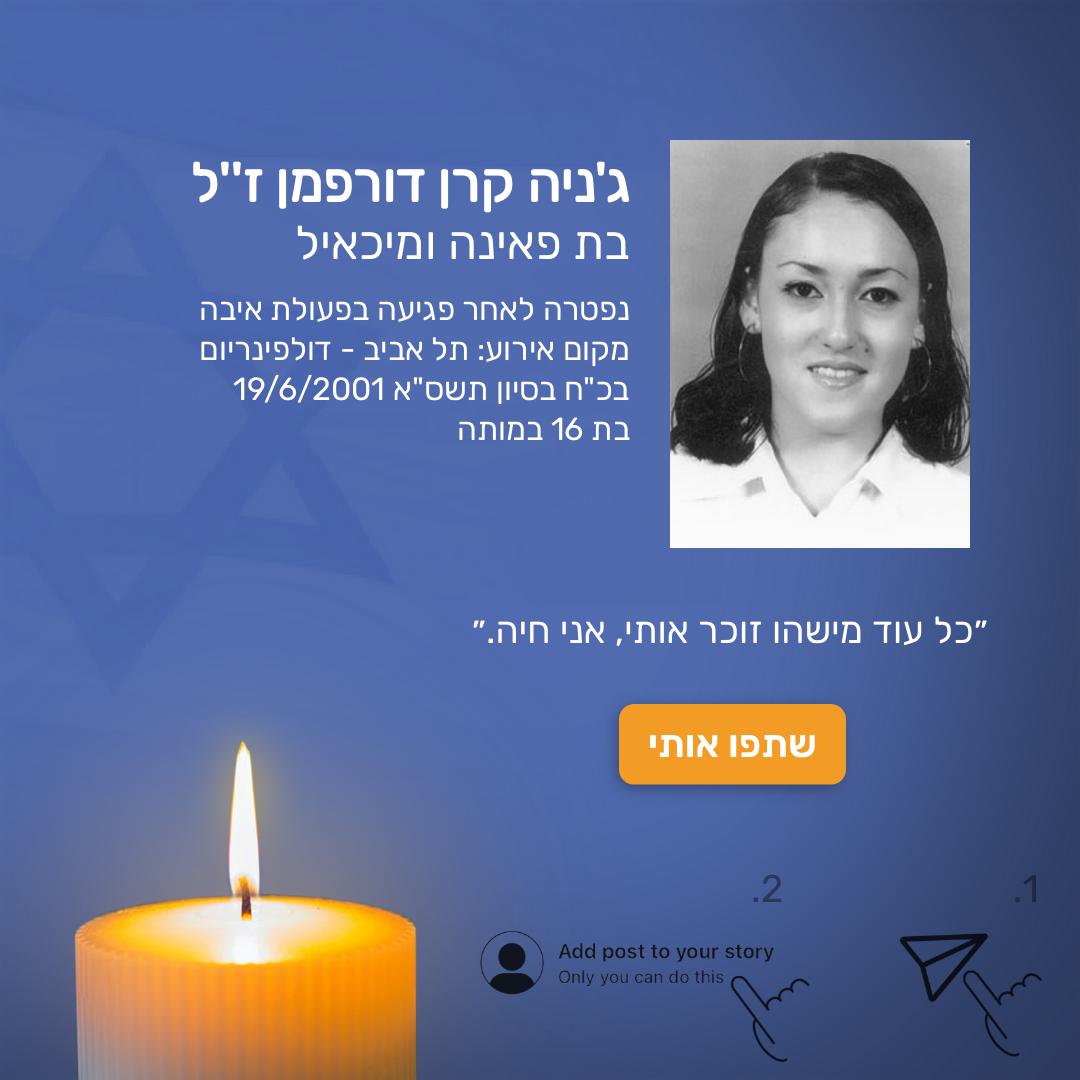 ג'ניה קרן דורפמן ז''ל
בת פאינה ומיכאיל
נפטרה לאחר פגיעה בפעולת איבה
מקום אירוע: תל אביב - דולפינריום
בכ"ח בסיון תשס"א 19/6/2001
בת 16 במותה
״כל עוד מישהו זוכר אותי, אני חיה.״
שתפו אותי
1.
2.
Add post to your story
Only you can do this